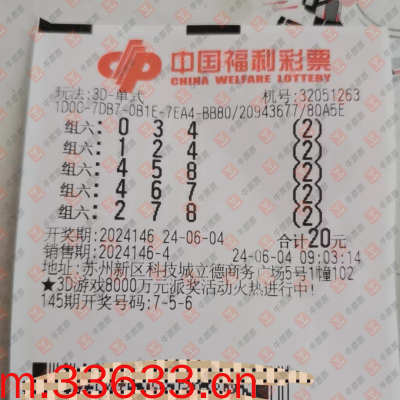 中国福利彩票
CHINA WELFARE LOTTERY
玩法:3D-单式 机号:32051263
1D0C-7DB7-081E-7EA4-BB80/20943677/80A5E
组六: 0 3 4 (2)
组六: 1 2 4 (2)
组六: 4 5 8 (2)
组六: 4 6 7 (2)
组六: 2 7 8 (2)
开奖期:2024146 24-06-04 合计20元
销售期:2024146-4 24-06-04 09:03:14
地址:苏州新区科技城立德商务广场5号1幢102
★3D游戏8000万元派奖活动火热进行中!
145期开奖号码:7-5-6
m.33633.cn